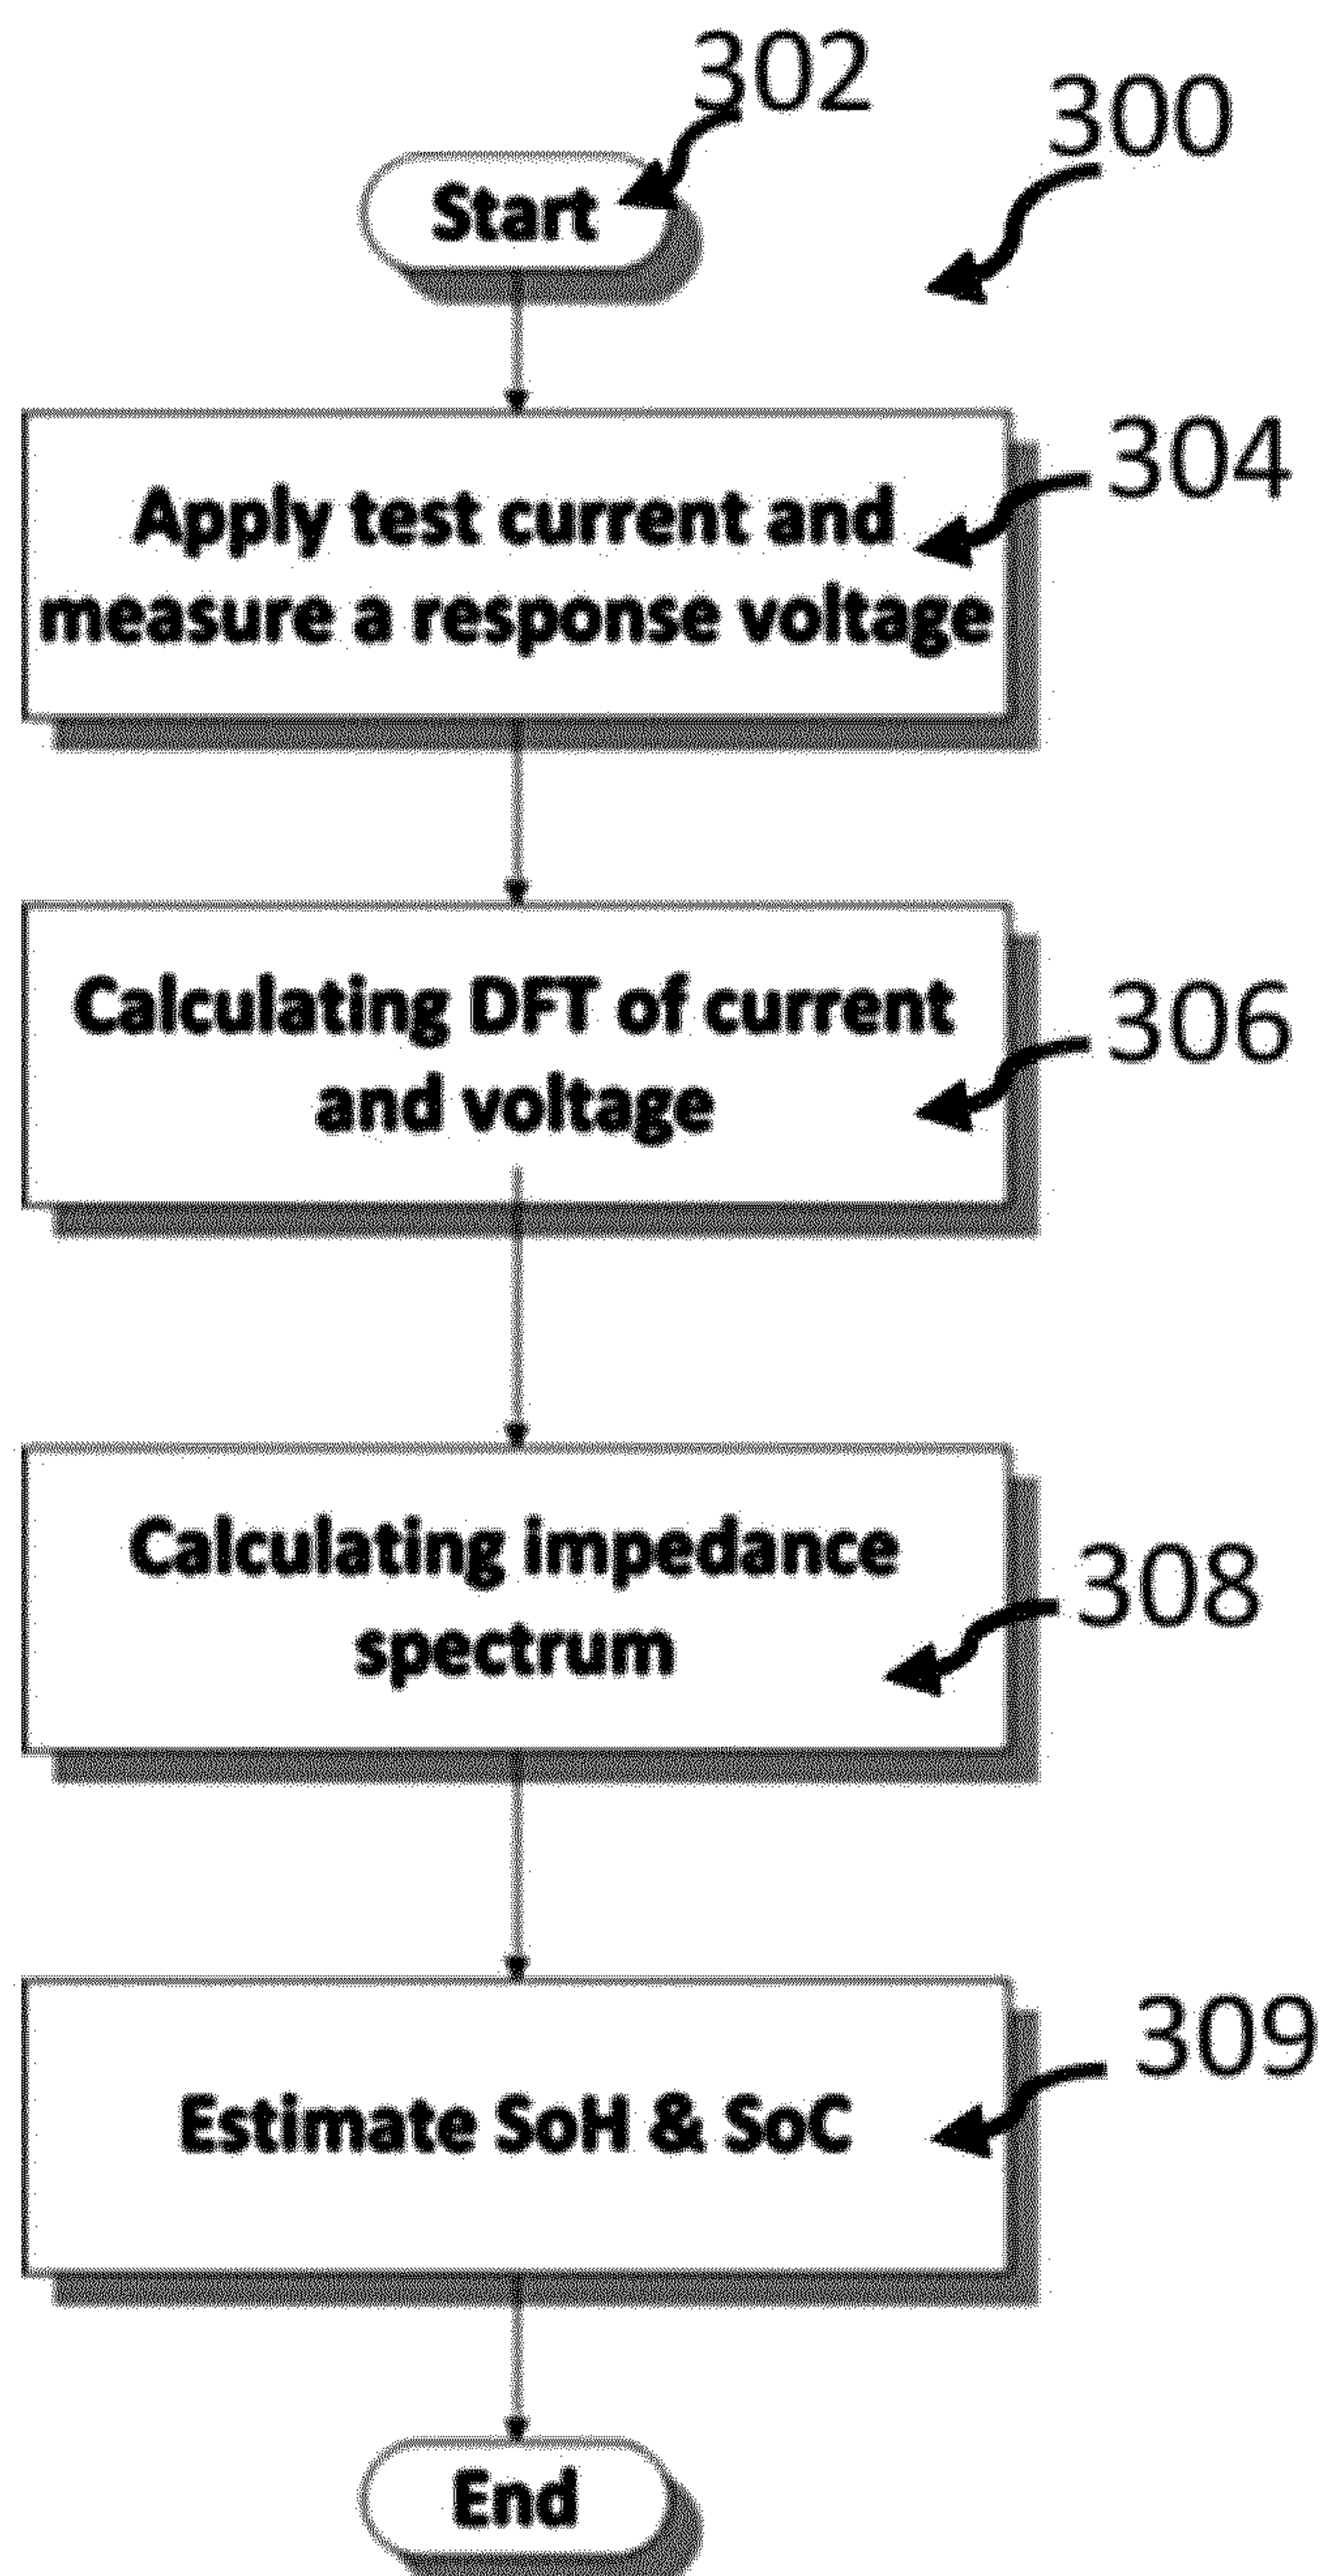 302
300
Start
304
Apply test current and
measure a response voltage
306
Calculating DFT of current
and voltage
308
Calculating impedance
spectrum
309
Estimate SoH & SoC
End